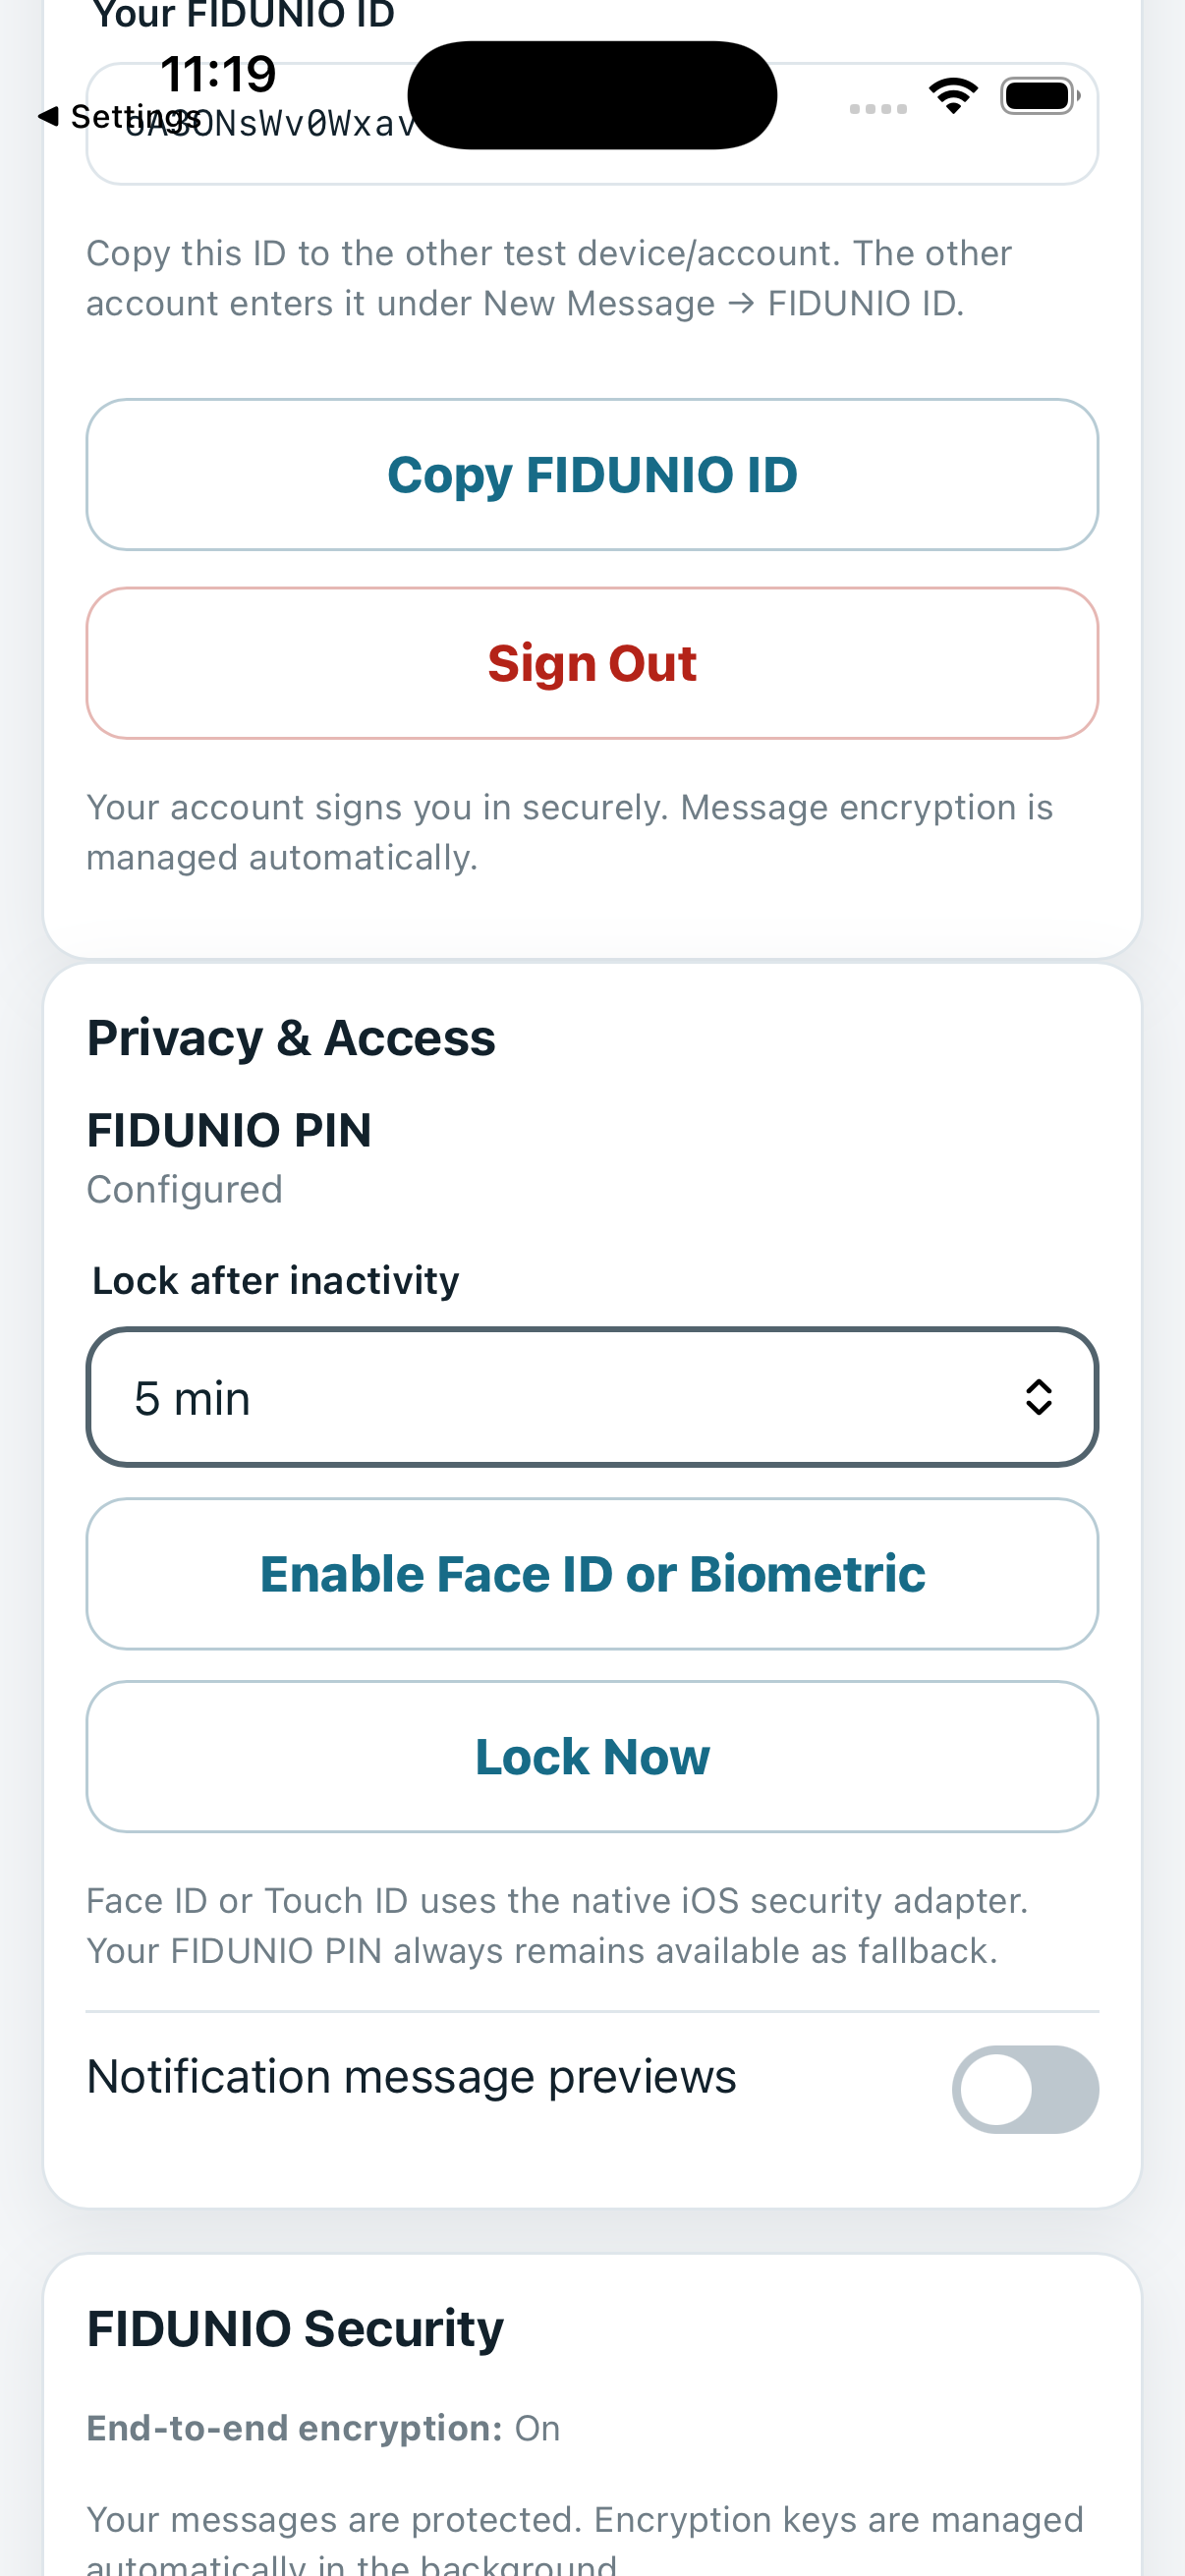 Your FIDUNIO ID
11:19
Settings
Copy this ID to the other test device/account. The other
account enters it under New Message → FIDUNIO ID.
Copy FIDUNIO ID
Sign Out
Your account signs you in securely. Message encryption is
managed automatically.
Privacy & Access
FIDUNIO PIN
Configured
Lock after inactivity
5 min
Enable Face ID or Biometric
Lock Now
Face ID or Touch ID uses the native iOS security adapter.
Your FIDUNIO PIN always remains available as fallback.
Notification message previews
FIDUNIO Security
End-to-end encryption: On
Your messages are protected. Encryption keys are managed
automatically in the background.